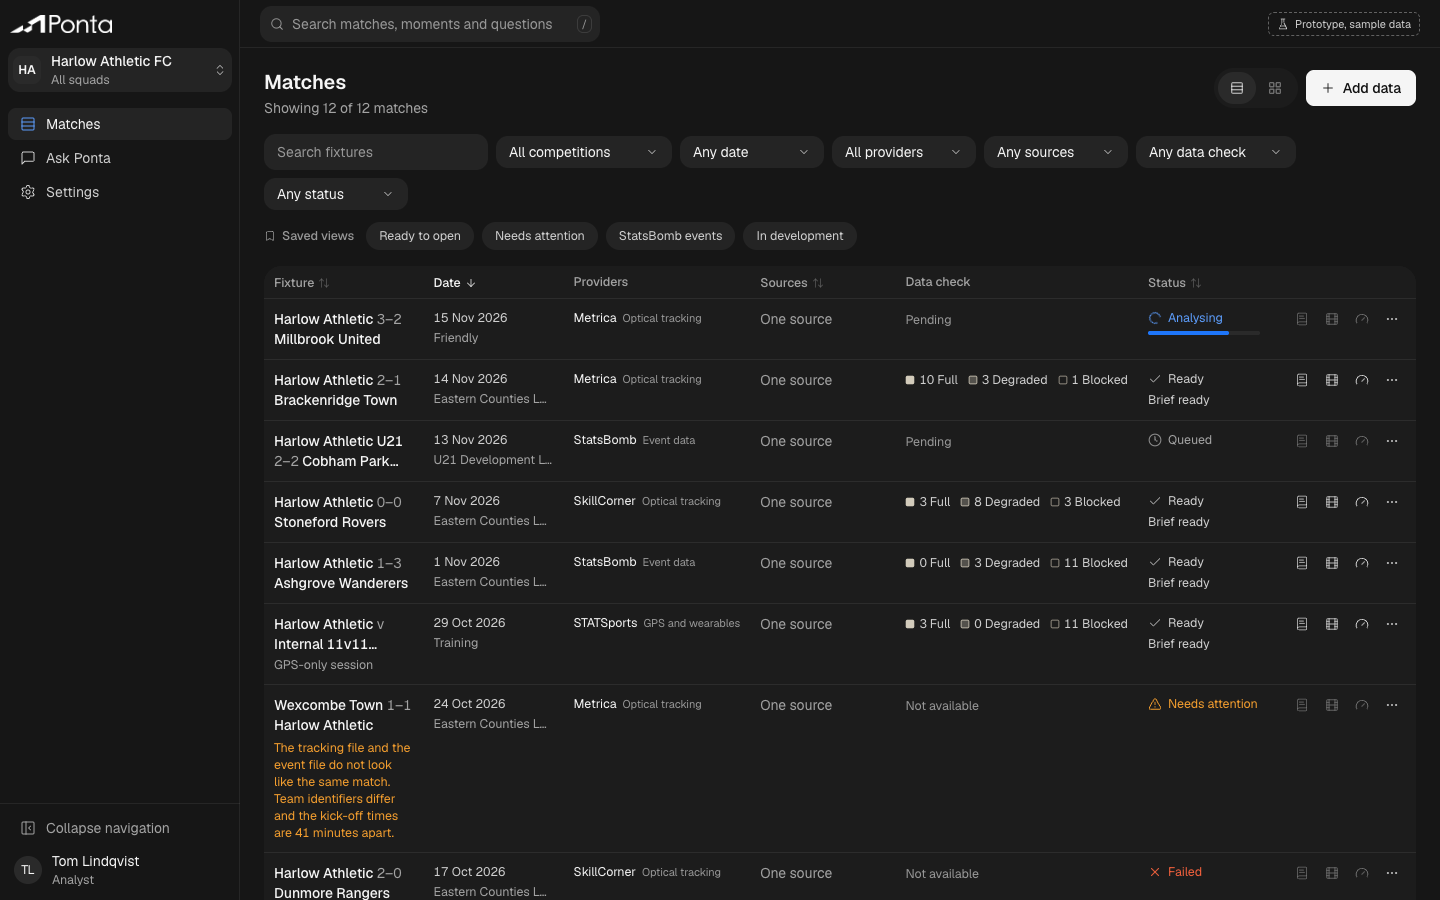 Ponta
Search matches, moments and questions
/
Prototype, sample data
HA
Harlow Athletic FC
All squads
Matches
Ask Ponta
Settings
Matches
Showing 12 of 12 matches
Add data
Search fixtures
All competitions
Any date
All providers
Any sources
Any data check
Any status
Saved views
Ready to open
Needs attention
StatsBomb events
In development
Fixture
Date
Providers
Sources
Data check
Status
Harlow Athletic 3–2
Millbrook United
15 Nov 2026
Friendly
Metrica Optical tracking
One source
Pending
Analysing
Harlow Athletic 2–1
Brackenridge Town
14 Nov 2026
Eastern Counties L...
Metrica Optical tracking
One source
10 Full 3 Degraded 1 Blocked
Ready
Brief ready
Harlow Athletic U21
2–2 Cobham Park...
13 Nov 2026
U21 Development L...
StatsBomb Event data
One source
Pending
Queued
Harlow Athletic 0–0
Stoneford Rovers
7 Nov 2026
Eastern Counties L...
SkillCorner Optical tracking
One source
3 Full 8 Degraded 3 Blocked
Ready
Brief ready
Harlow Athletic 1–3
Ashgrove Wanderers
1 Nov 2026
Eastern Counties L...
StatsBomb Event data
One source
0 Full 3 Degraded 11 Blocked
Ready
Brief ready
Harlow Athletic v
Internal 11v11...
GPS-only session
29 Oct 2026
Training
STATSports GPS and wearables
One source
3 Full 0 Degraded 11 Blocked
Ready
Brief ready
Wexcombe Town 1–1
Harlow Athletic
The tracking file and the
event file do not look
like the same match.
Team identifiers differ
and the kick-off times
are 41 minutes apart.
24 Oct 2026
Eastern Counties L...
Metrica Optical tracking
One source
Not available
Needs attention
Harlow Athletic 2–0
Dunmore Rangers
17 Oct 2026
Eastern Counties L...
SkillCorner Optical tracking
One source
Not available
Failed
Collapse navigation
TL
Tom Lindqvist
Analyst